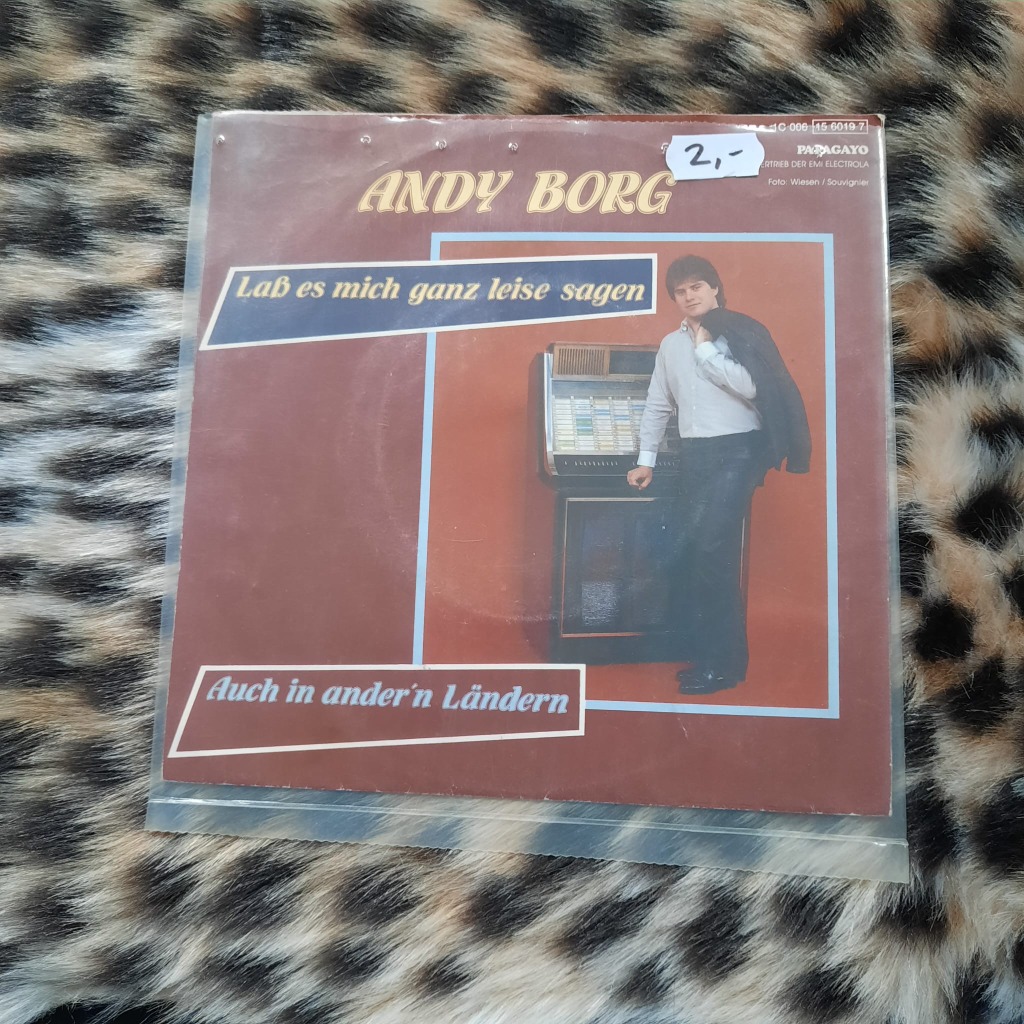 1C 006 15 6019 7
PAPAGAYO
ERTRIEB DER EMI ELECTROLA
Foto: Wiesen / Souvignier
2,-
ANDY BORG
Laß es mich ganz leise sagen
Auch in ander'n Ländern